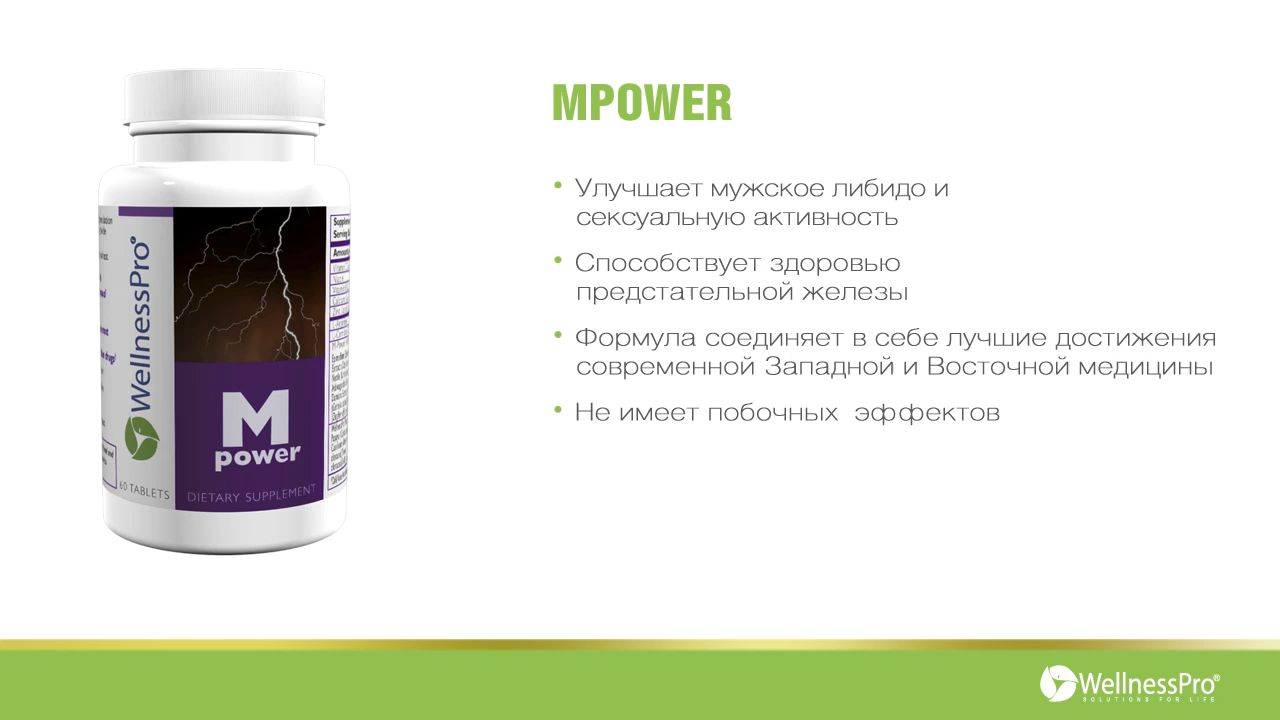 MPOWER
• Улучшает мужское либидо и
сексуальную активность
• Способствует здоровью
предстательной железы
• Формула соединяет в себе лучшие достижения
современной Западной и Восточной медицины
• Не имеет побочных эффектов
WellnessPro
60 TABLETS
M
power
DIETARY SUPPLEMENT
WellnessPro®
SOLUTIONS FOR LIFE